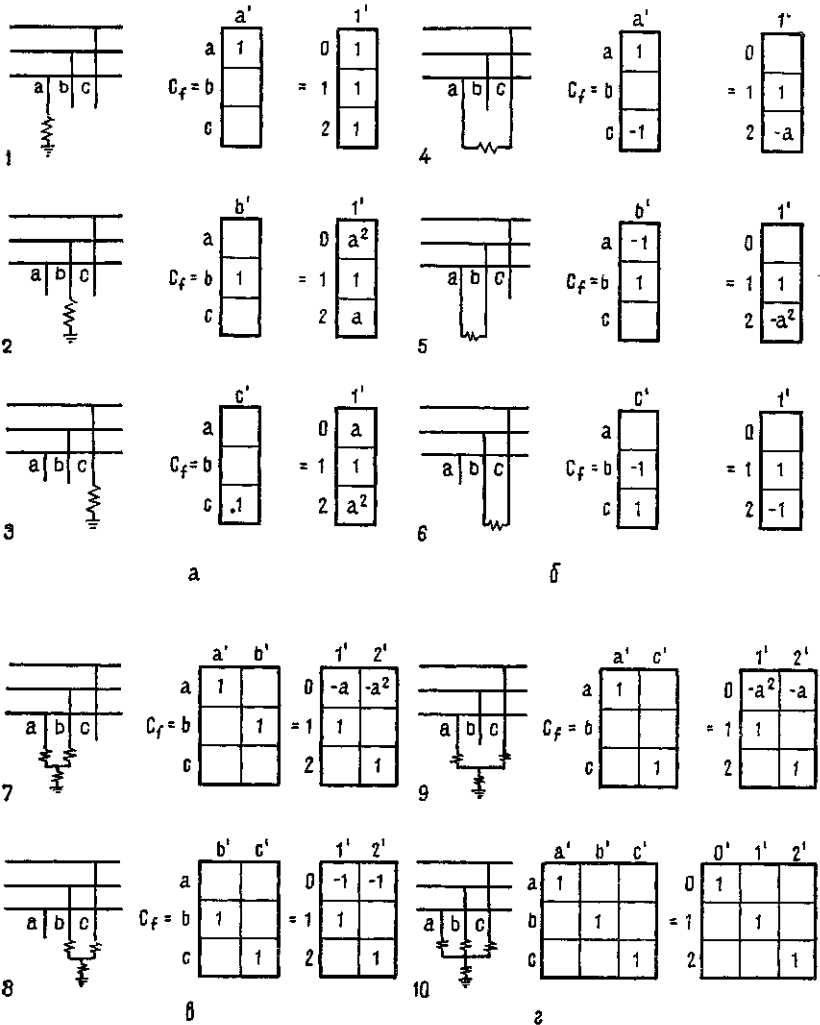 a' 1' a' 1'
a 1 0 1 a 1 0
a b c C_f = b = 1 1 a b c C_f = b = 1 1
c 2 1 c -1 2 -a
1 4
b' 1' b' 1'
a 0 a² a -1 0
a b c C_f = b 1 = 1 1 a b c C_f = b 1 = 1 1
c 2 a c 2 -a²
2 5
c' 1' c' 1'
a 0 a a 0
a b c C_f = b = 1 1 a b c C_f = b -1 = 1 1
c .1 2 a² c 1 2 -1
3 6
а б
a' b' 1' 2' a' c' 1' 2'
a 1 0 -a -a² a 1 0 -a² -a
a b c C_f = b 1 = 1 1 a b c C_f = b = 1 1
c 2 1 c 1 2 1
7 9
b' c' 1' 2' a' b' c' 0' 1' 2'
a 0 -1 -1 a 1 0 1
a b c C_f = b 1 = 1 1 a b c b 1 = 1 1
c 1 2 1 c 1 2 1
8 10
в г